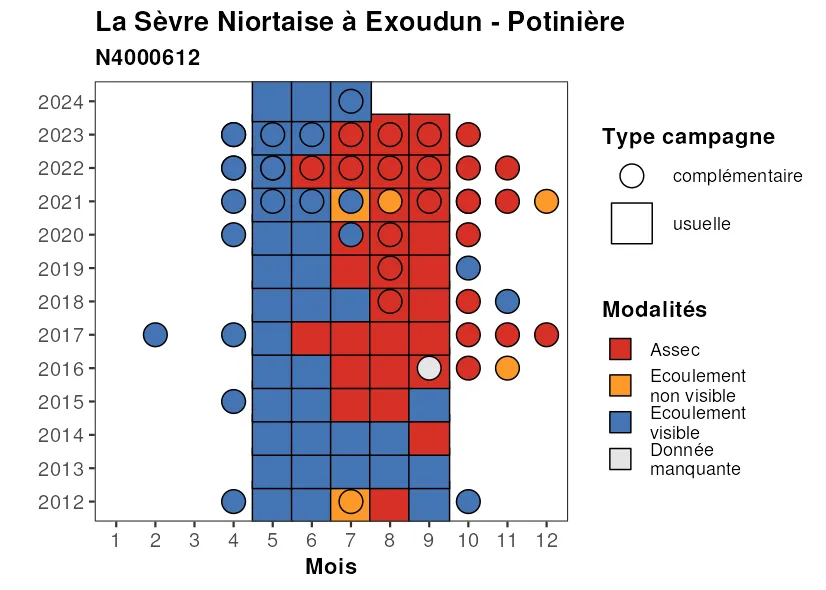 La Sèvre Niortaise à Exoudun - Potinière
N4000612
2024
2023
2022
2021
2020
2019
2018
2017
2016
2015
2014
2013
2012
1 2 3 4 5 6 7 8 9 10 11 12
Mois
Type campagne
complémentaire
usuelle
Modalités
Assec
Ecoulement
non visible
Ecoulement
visible
Donnée
manquante